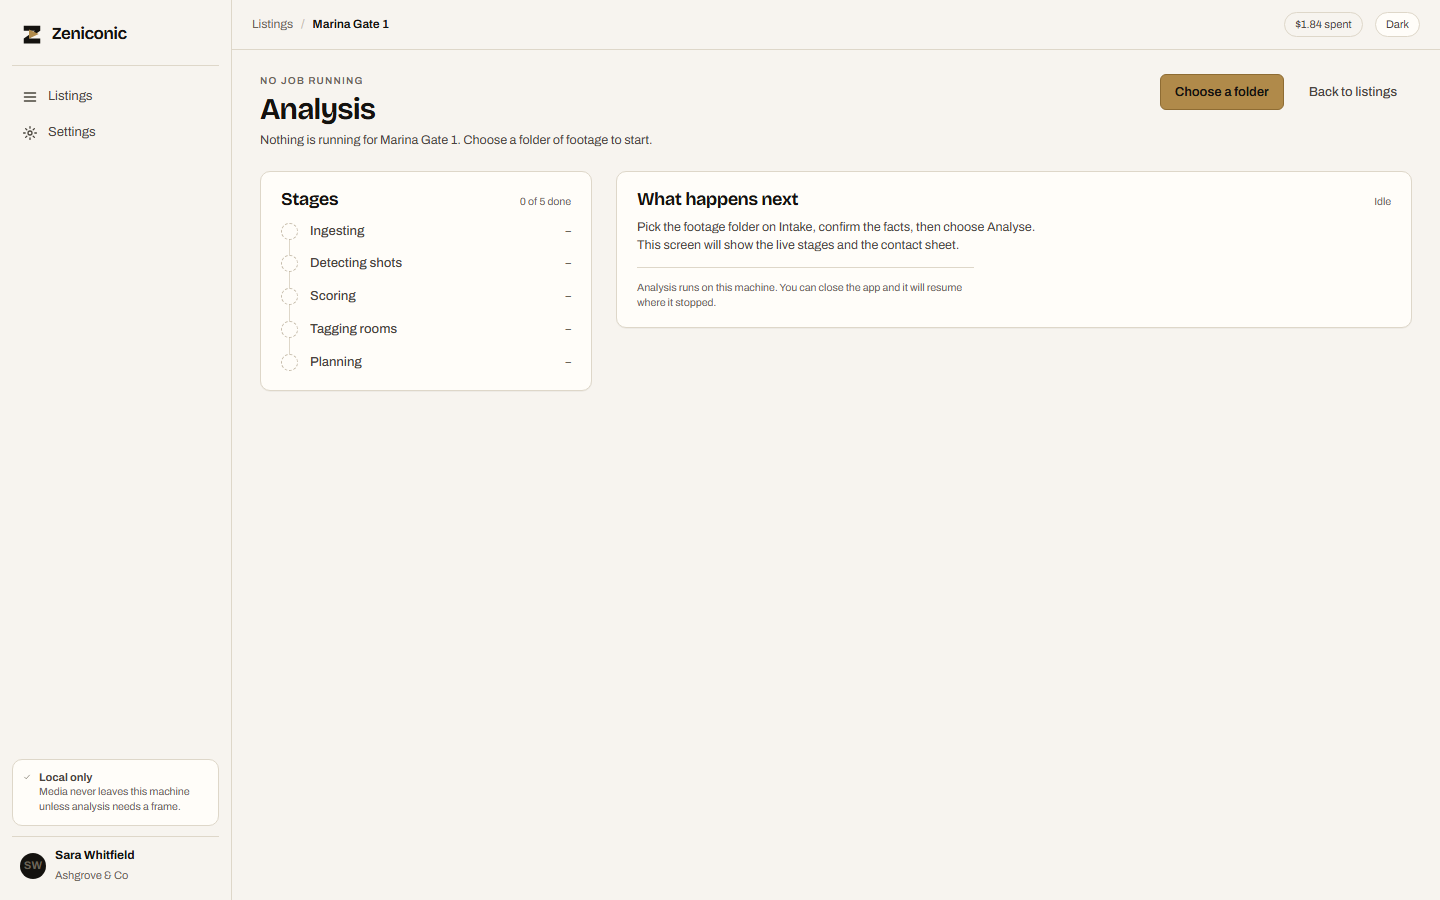 Zeniconic
Listings
Settings
Local only
Media never leaves this machine
unless analysis needs a frame.
SW
Sara Whitfield
Ashgrove & Co
Listings / Marina Gate 1
$1.84 spent
Dark
NO JOB RUNNING
Analysis
Nothing is running for Marina Gate 1. Choose a folder of footage to start.
Choose a folder
Back to listings
Stages
0 of 5 done
Ingesting –
Detecting shots –
Scoring –
Tagging rooms –
Planning –
What happens next
Idle
Pick the footage folder on Intake, confirm the facts, then choose Analyse.
This screen will show the live stages and the contact sheet.
Analysis runs on this machine. You can close the app and it will resume
where it stopped.